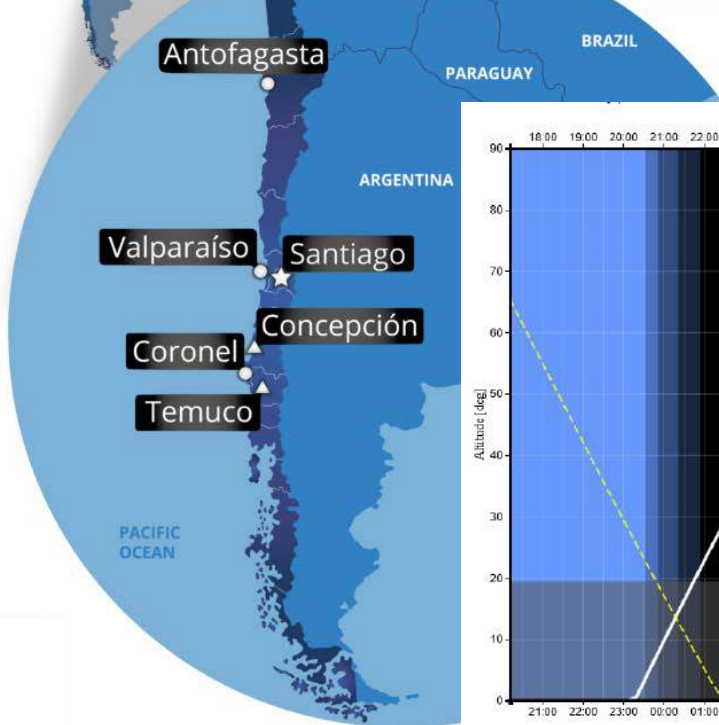 Antofagasta
BRAZIL
PARAGUAY
ARGENTINA
Valparaíso
Santiago
Concepción
Coronel
Temuco
PACIFIC
OCEAN
18:00 19:00 20:00 21:00 22:00
90
80
70
60
50
40
30
20
10
0
Altitude [deg]
21:00 22:00 23:00 00:00 01:00